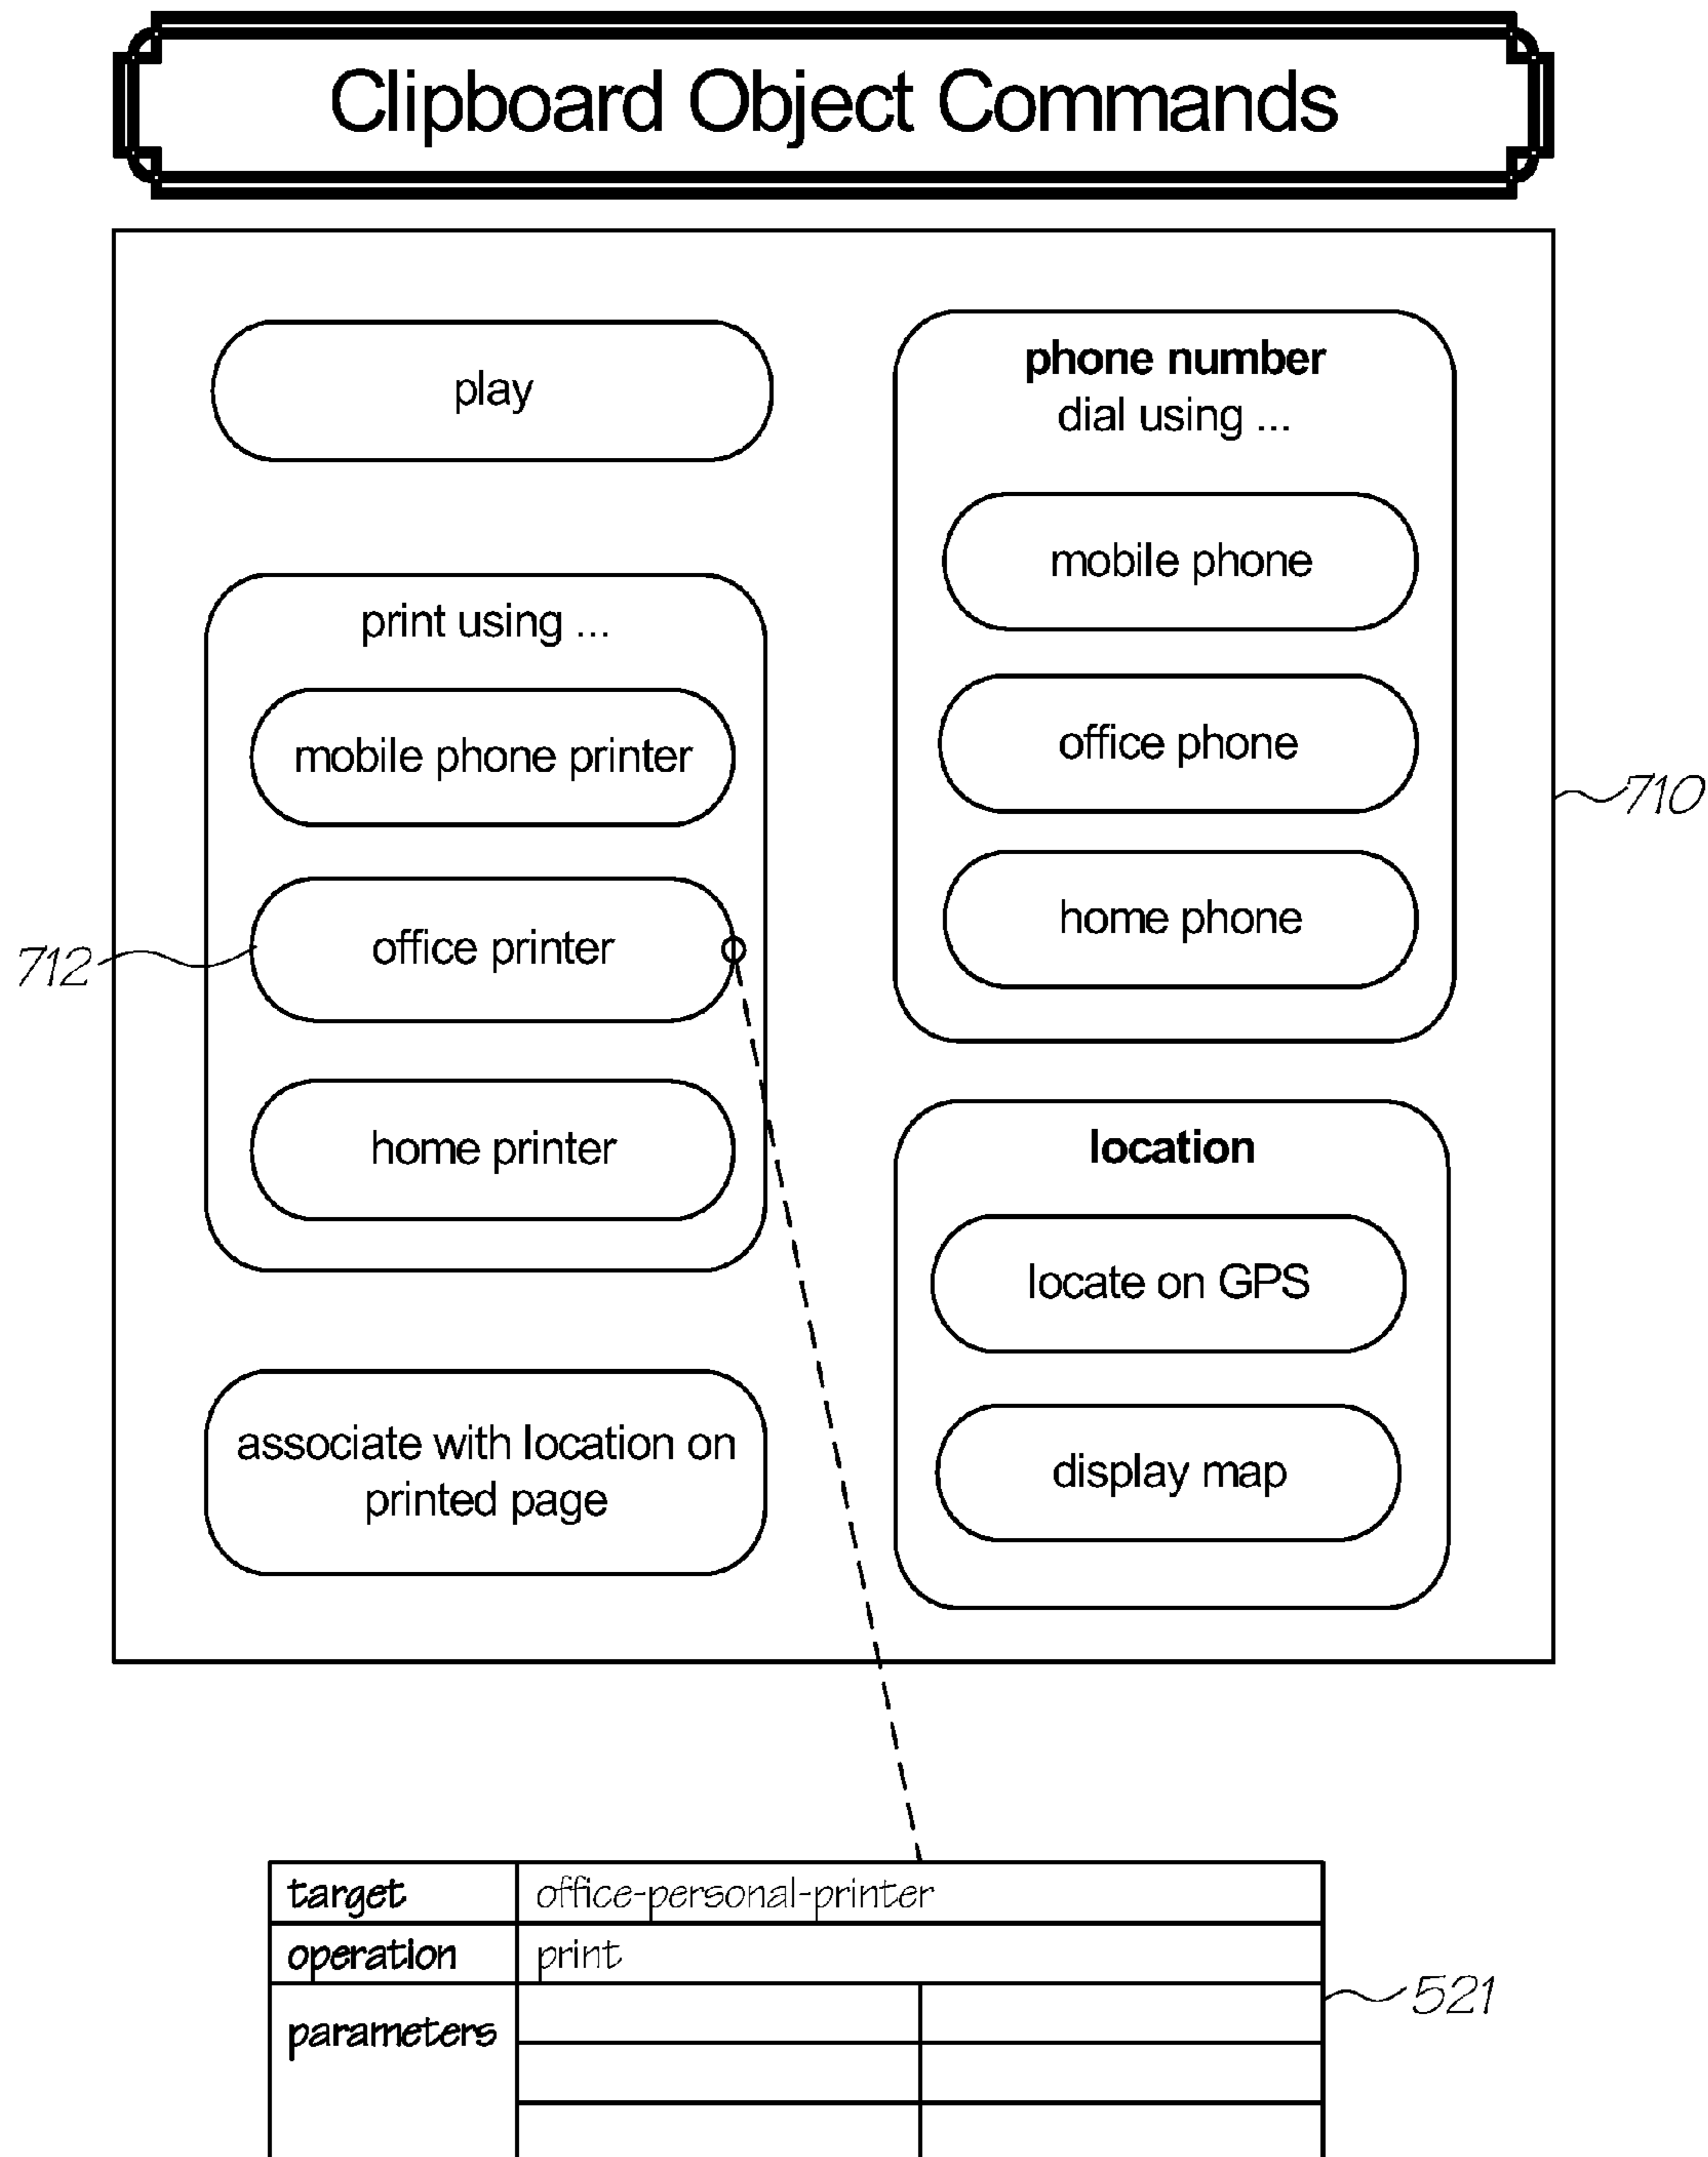 Clipboard Object Commands
play
print using ...
mobile phone printer
712
office printer
home printer
associate with location on
printed page
phone number
dial using ...
mobile phone
office phone
home phone
710
location
locate on GPS
display map
target office-personal-printer
operation print
parameters
521